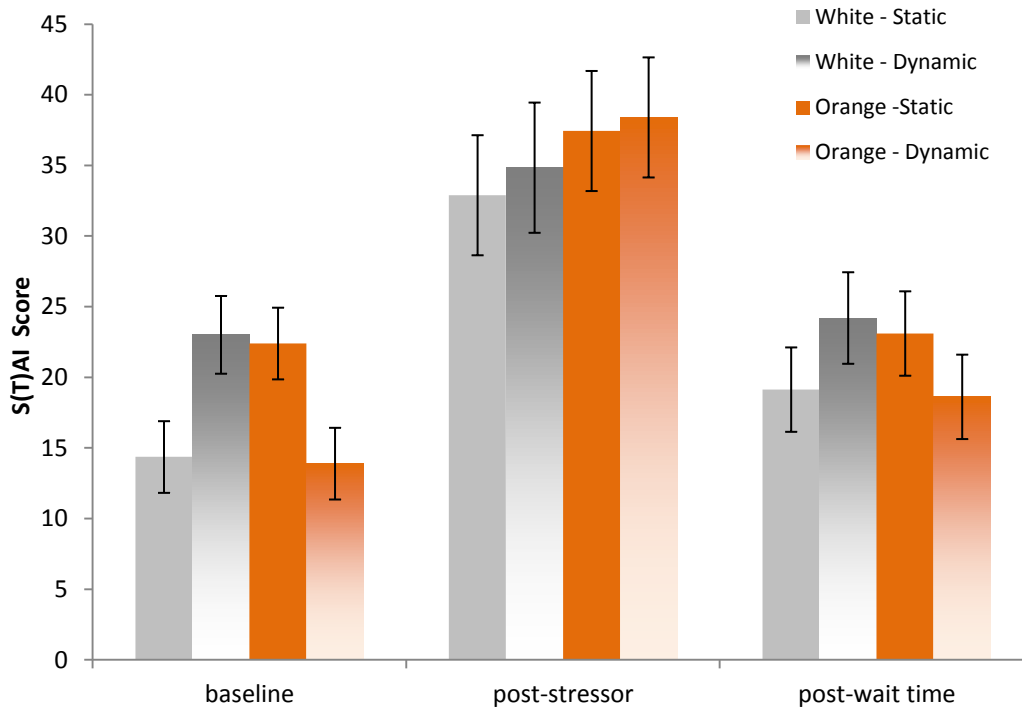 White - Static
White - Dynamic
Orange -Static
Orange - Dynamic
S(T)AI Score
45
40
35
30
25
20
15
10
5
0
baseline
post-stressor
post-wait time